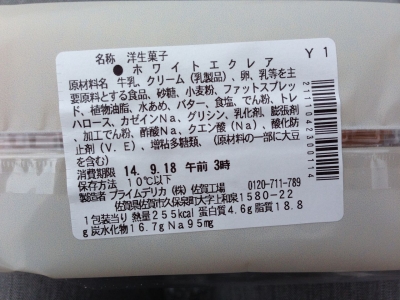 名称 洋生菓子
●ホワイトエクレア Y1
原材料名 牛乳、クリーム(乳製品)、卵、乳等を主
要原料とする食品、砂糖、小麦粉、ファットスプレッ
ド、植物油脂、水あめ、バター、食塩、でん粉、トレ
ハロース、カゼインNa、グリシン、乳化剤、膨張剤
、加工でん粉、酢酸Na、クエン酸(Na)、酸化防
止剤(V.E)、増粘多糖類、(原材料の一部に大豆
を含む)
消費期限 14.9.18 午前 3時
保存方法 10℃以下
製造者 プライムデリカ(株)佐賀工場 0120-711-789
佐賀県佐賀市久保泉町大字上和泉1580-22
1包装当り 熱量255kcal 蛋白質4.6g 脂質18.8
g 炭水化物16.7g Na95mg